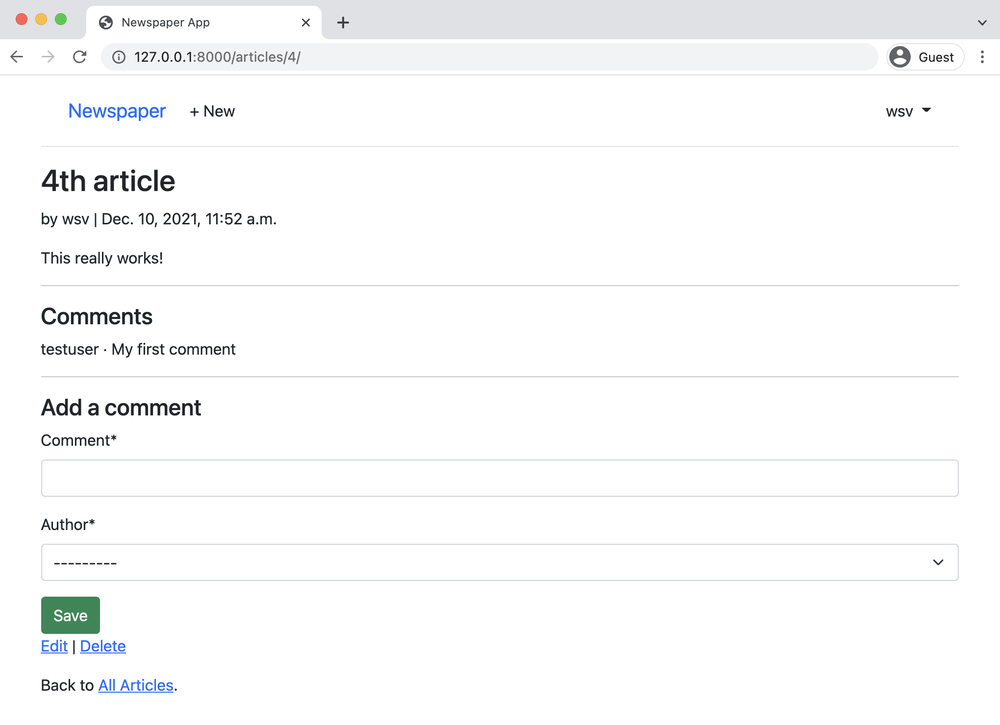 Newspaper App
127.0.0.1:8000/articles/4/
Guest
Newspaper + New wsv
4th article
by wsv | Dec. 10, 2021, 11:52 a.m.
This really works!
Comments
testuser · My first comment
Add a comment
Comment*
Author*
---------
Save
Edit | Delete
Back to All Articles.